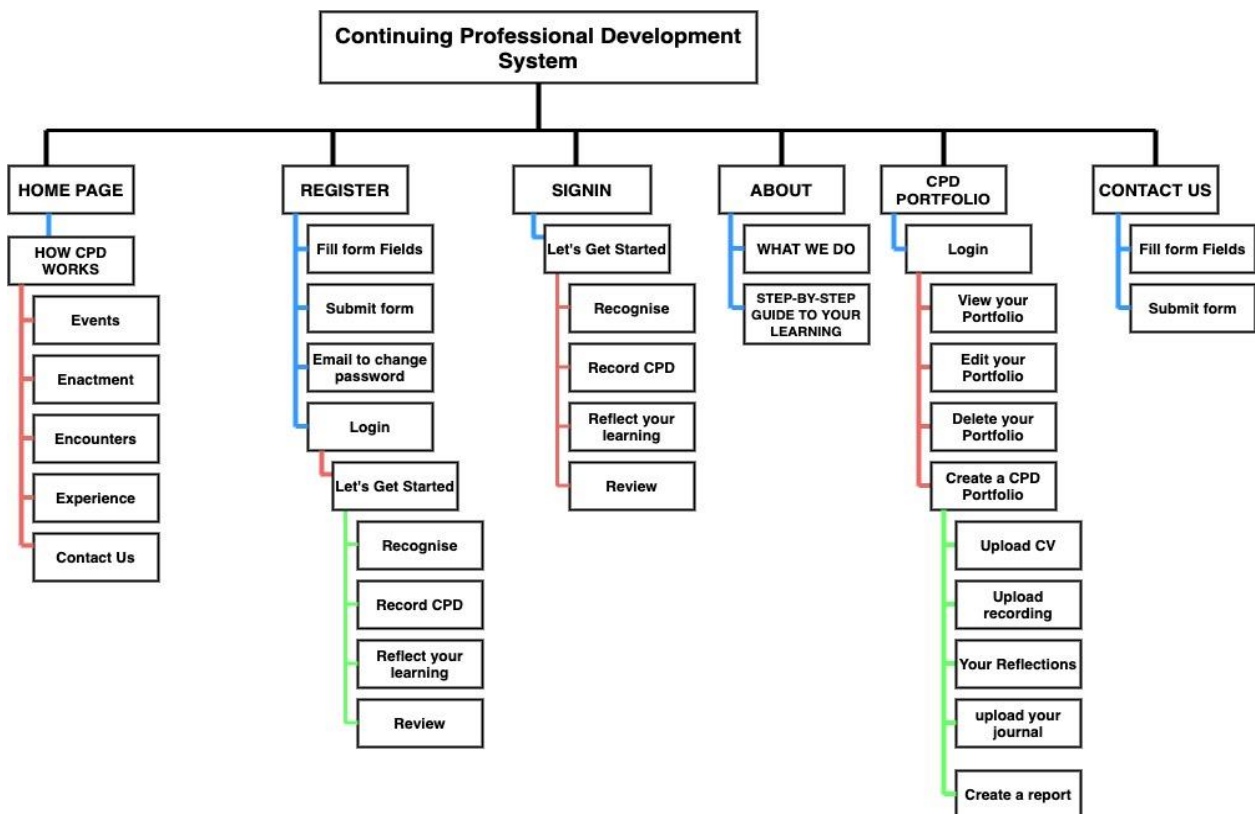 Continuing Professional Development
System
HOME PAGE
HOW CPD
WORKS
Events
Enactment
Encounters
Experience
Contact Us
REGISTER
Fill form Fields
Submit form
Email to change
password
Login
Let's Get Started
Recognise
Record CPD
Reflect your
learning
Review
SIGNIN
Let's Get Started
Recognise
Record CPD
Reflect your
learning
Review
ABOUT
WHAT WE DO
STEP-BY-STEP
GUIDE TO YOUR
LEARNING
CPD
PORTFOLIO
Login
View your
Portfolio
Edit your
Portfolio
Delete your
Portfolio
Create a CPD
Portfolio
Upload CV
Upload
recording
Your Reflections
upload your
journal
Create a report
CONTACT US
Fill form Fields
Submit form